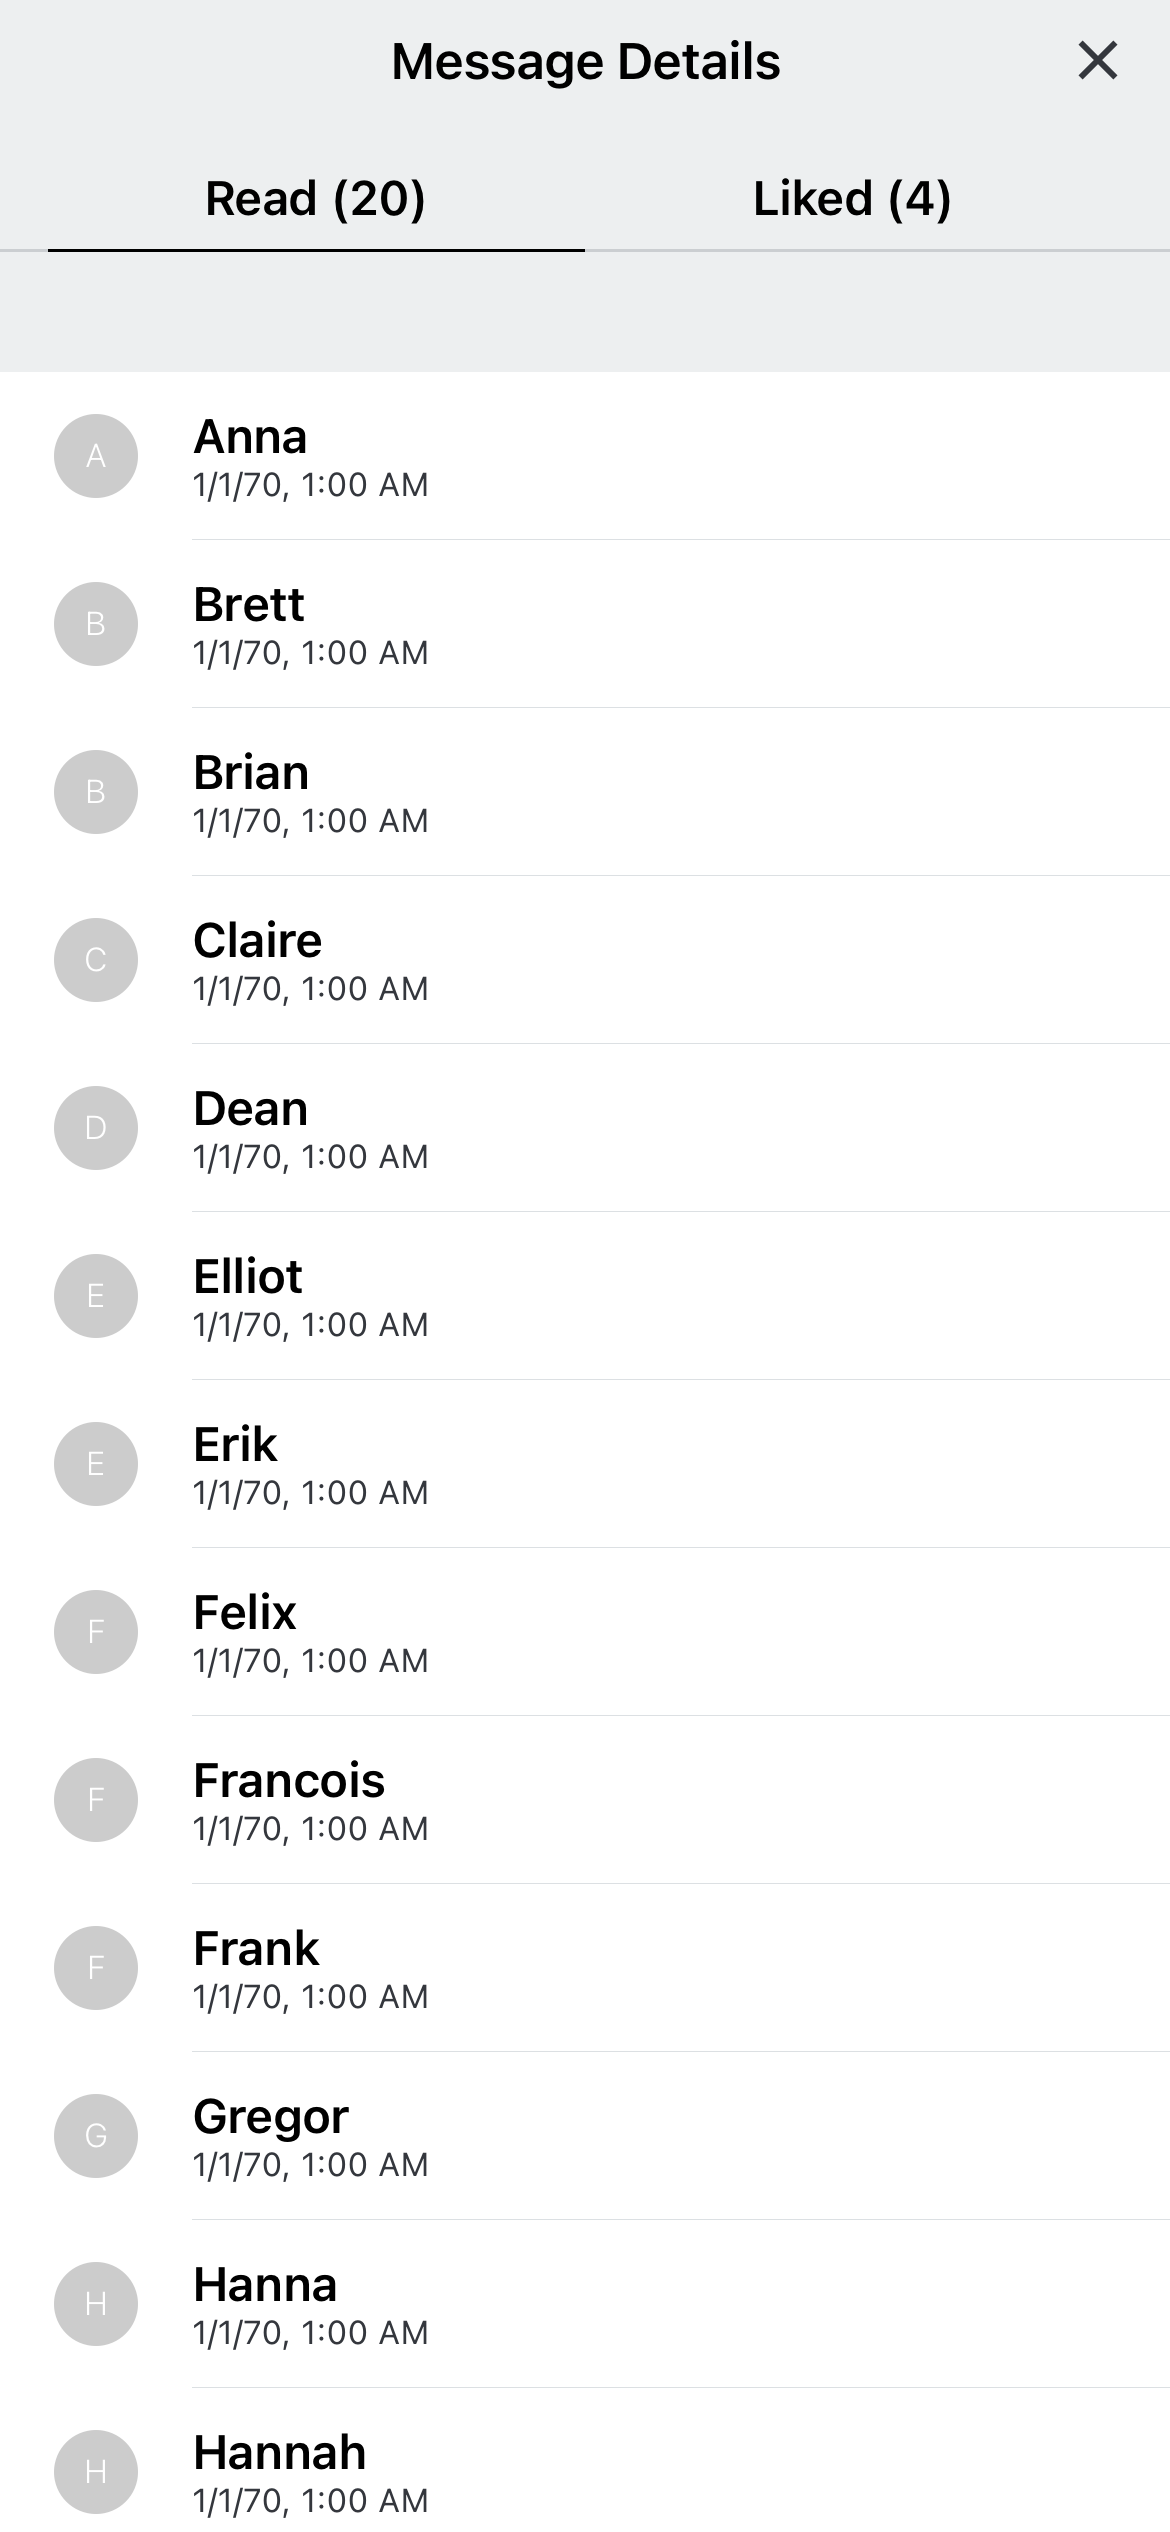 Message Details
Read (20)
Liked (4)
A
Anna
1/1/70, 1:00 AM
B
Brett
1/1/70, 1:00 AM
B
Brian
1/1/70, 1:00 AM
C
Claire
1/1/70, 1:00 AM
D
Dean
1/1/70, 1:00 AM
E
Elliot
1/1/70, 1:00 AM
E
Erik
1/1/70, 1:00 AM
F
Felix
1/1/70, 1:00 AM
F
Francois
1/1/70, 1:00 AM
F
Frank
1/1/70, 1:00 AM
G
Gregor
1/1/70, 1:00 AM
H
Hanna
1/1/70, 1:00 AM
H
Hannah
1/1/70, 1:00 AM